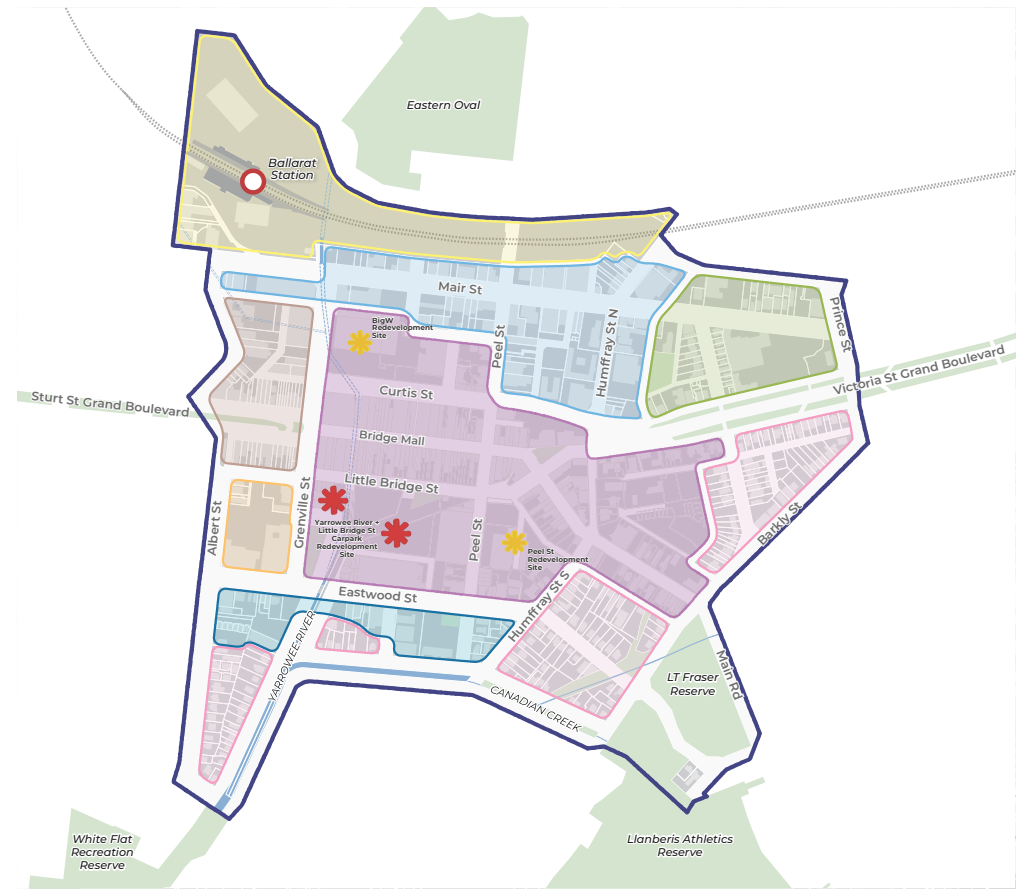 Eastern Oval
Ballarat
Station
Mair St
BigW
Redevelopment
Site
Peel St
Humffray St N
Prince St
Victoria St Grand Boulevard
Sturt St Grand Boulevard
Curtis St
Bridge Mall
Little Bridge St
Grenville St
Albert St
Yarrowee River +
Little Bridge St
Carpark
Redevelopment
Site
Peel St
Peel St
Redevelopment
Site
Barkly St
Eastwood St
Humffray St S
YARROWEE RIVER
CANADIAN CREEK
LT Fraser
Reserve
Main Rd
White Flat
Recreation
Reserve
Llanberis Athletics
Reserve